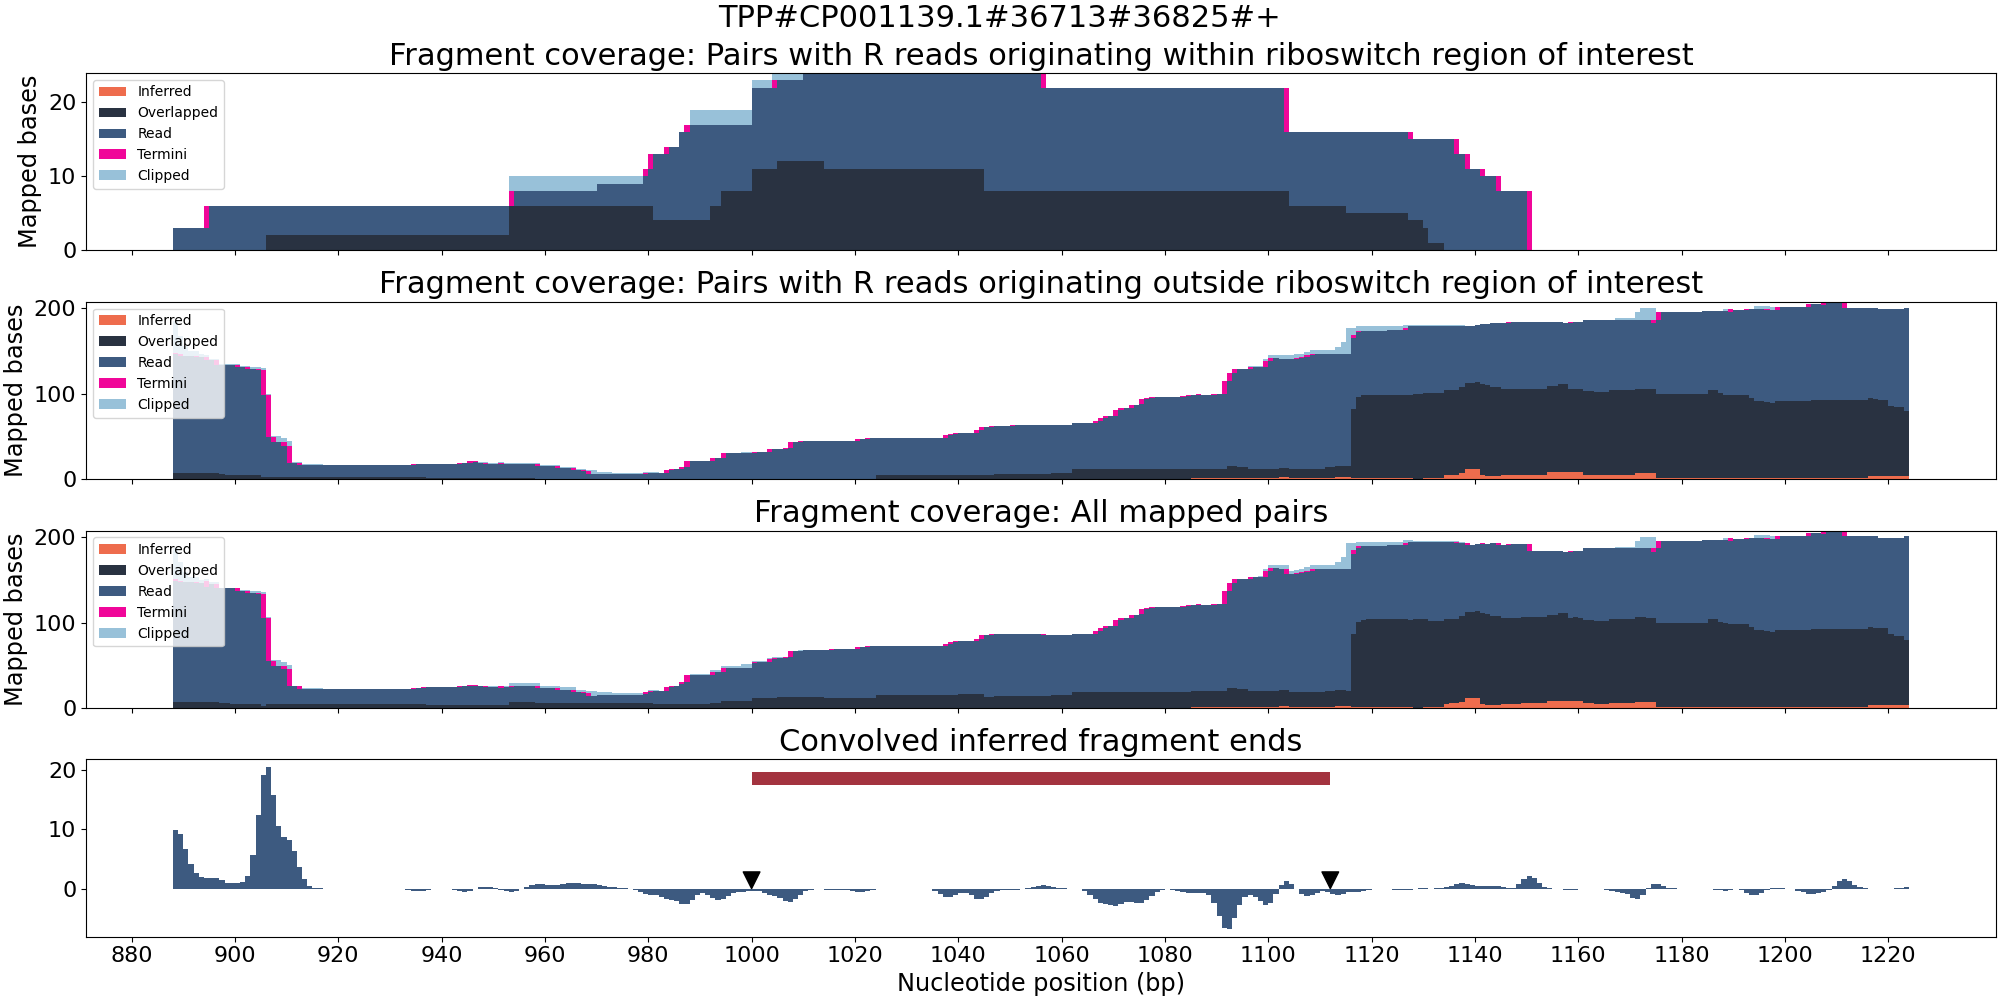 TPP#CP001139.1#36713#36825#+
Fragment coverage: Pairs with R reads originating within riboswitch region of interest
Mapped bases
20
10
0
Inferred
Overlapped
Read
Termini
Clipped
Fragment coverage: Pairs with R reads originating outside riboswitch region of interest
Mapped bases
200
100
0
Inferred
Overlapped
Read
Termini
Clipped
Fragment coverage: All mapped pairs
Mapped bases
200
100
0
Inferred
Overlapped
Read
Termini
Clipped
Convolved inferred fragment ends
20
10
0
880 900 920 940 960 980 1000 1020 1040 1060 1080 1100 1120 1140 1160 1180 1200 1220
Nucleotide position (bp)